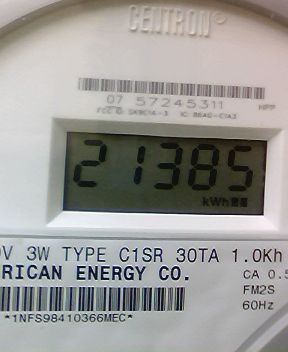 CENTRON®
07 57245311
HPP
21385
kWh
V 3W TYPE C1SR 30TA 1.0Kh
RICAN ENERGY CO.
CA 0.5
FM2S
60Hz
*1NFS98410366MEC*